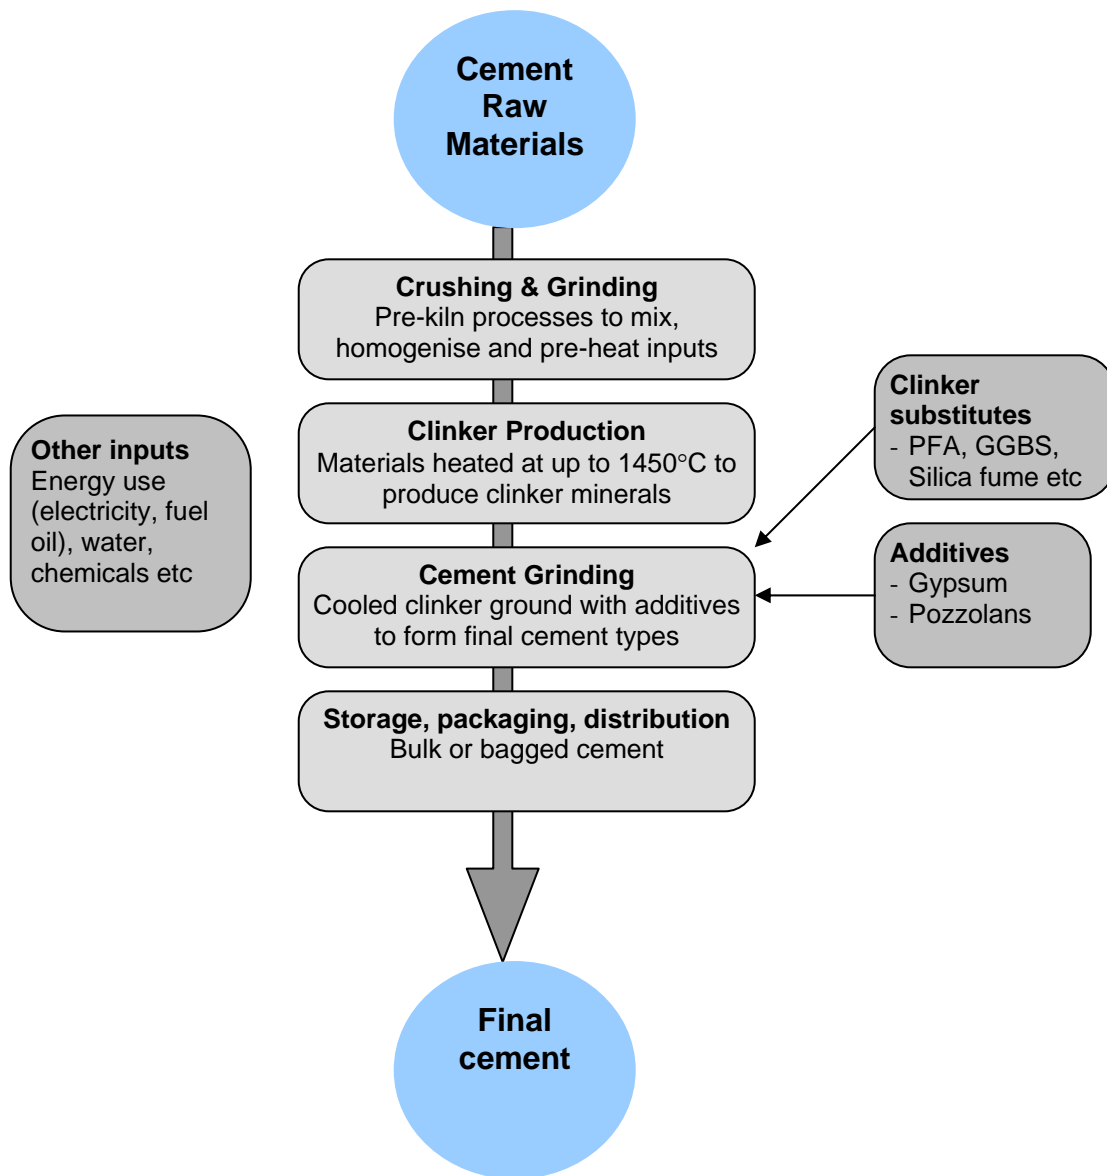 Cement
Raw
Materials
Crushing & Grinding
Pre-kiln processes to mix,
homogenise and pre-heat inputs
Clinker Production
Materials heated at up to 1450°C to
produce clinker minerals
Cement Grinding
Cooled clinker ground with additives
to form final cement types
Storage, packaging, distribution
Bulk or bagged cement
Other inputs
Energy use
(electricity, fuel
oil), water,
chemicals etc
Clinker
substitutes
- PFA, GGBS,
Silica fume etc
Additives
- Gypsum
- Pozzolans
Final
cement